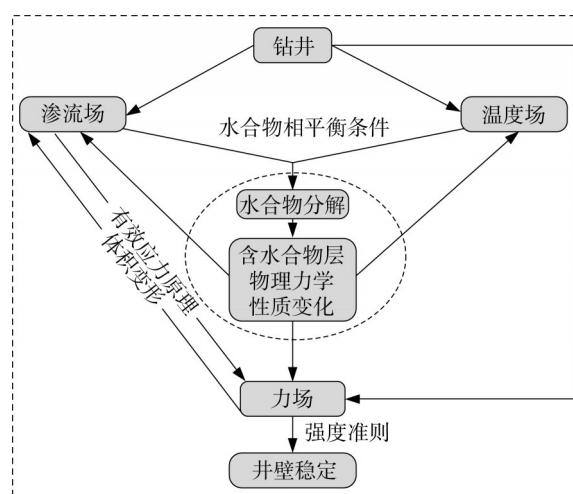 钻井
渗流场
温度场
水合物相平衡条件
水合物分解
含水合物层
物理力学
性质变化
有效应力原理
体积变形
力场
强度准则
井壁稳定